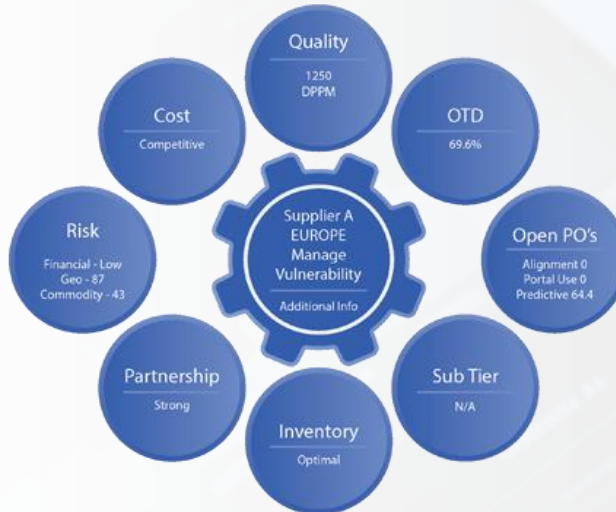 Quality
1250
DPPM
Cost
Competitive
OTD
69.6%
Risk
Financial - Low
Geo - 87
Commodity - 43
Supplier A
EUROPE
Manage
Vulnerability
Additional Info
Open PO's
Alignment 0
Portal Use 0
Predictive 64.4
Partnership
Strong
Sub Tier
N/A
Inventory
Optimal